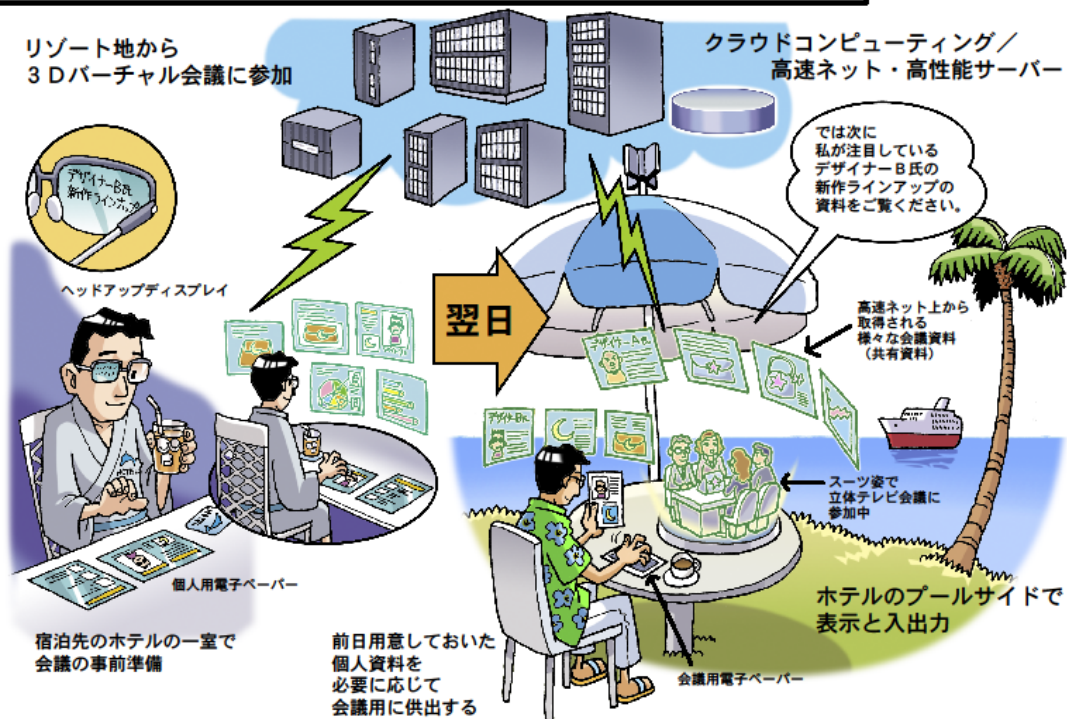 リゾート地から
3Dバーチャル会議に参加
クラウドコンピューティング/
高速ネット・高性能サーバー
では次に
私が注目している
デザイナーB氏の
新作ラインアップの
資料をご覧ください。
デザイナーB氏
新作ラインナップ
ヘッドアップディスプレイ
翌日
高速ネット上から
取得される
様々な会議資料
(共有資料)
デザイナーA氏
デザイナーB氏
スーツ姿で
立体テレビ会議に
参加中
個人用電子ペーパー
ホテルのプールサイドで
表示と入出力
宿泊先のホテルの一室で
会議の事前準備
前日用意しておいた
個人資料を
必要に応じて
会議用に供出する
会議用電子ペーパー